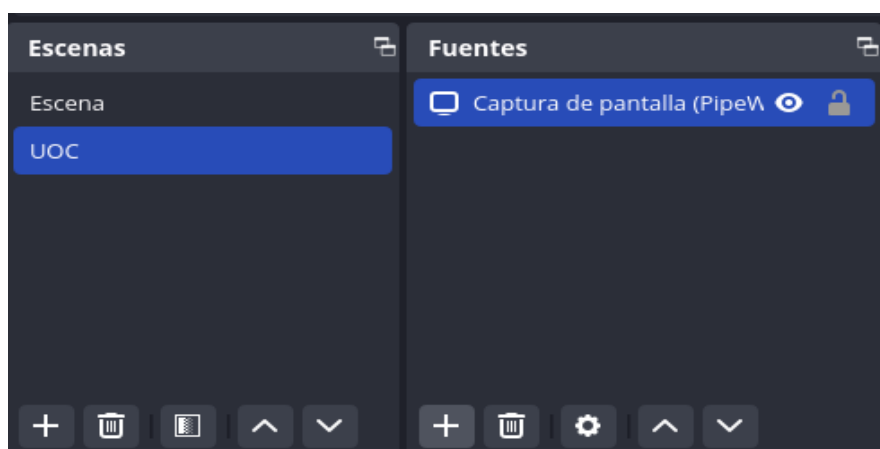 Escenas
Fuentes
Escena
UOC
Captura de pantalla (PipeW